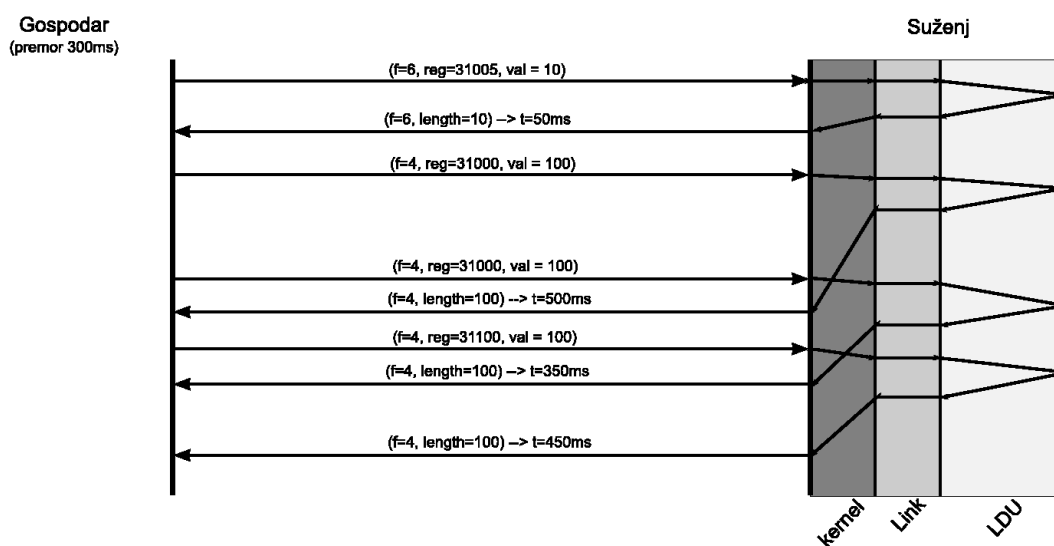 Gospodar
(premor 300ms)
Suženj
(f=6, reg=31005, val = 10)
(f=6, length=10) --> t=50ms
(f=4, reg=31000, val = 100)
(f=4, reg=31000, val = 100)
(f=4, length=100) --> t=500ms
(f=4, reg=31100, val = 100)
(f=4, length=100) --> t=350ms
(f=4, length=100) --> t=450ms
kernel
Link
LDU